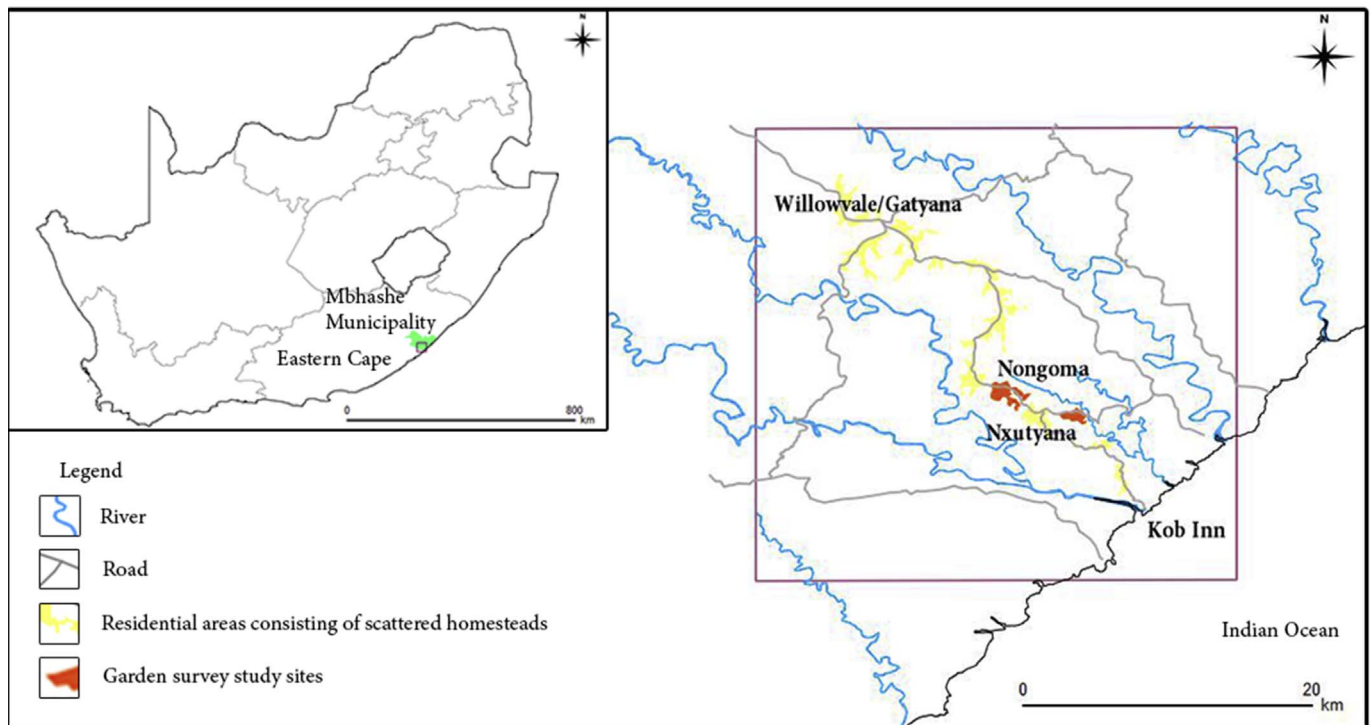 N
Mbhashe
Municipality
Eastern Cape
0 800
km
N
Willowvale/Gatyana
Nongoma
Nxutyana
Kob Inn
Indian Ocean
0 20
km
Legend
River
Road
Residential areas consisting of scattered homesteads
Garden survey study sites